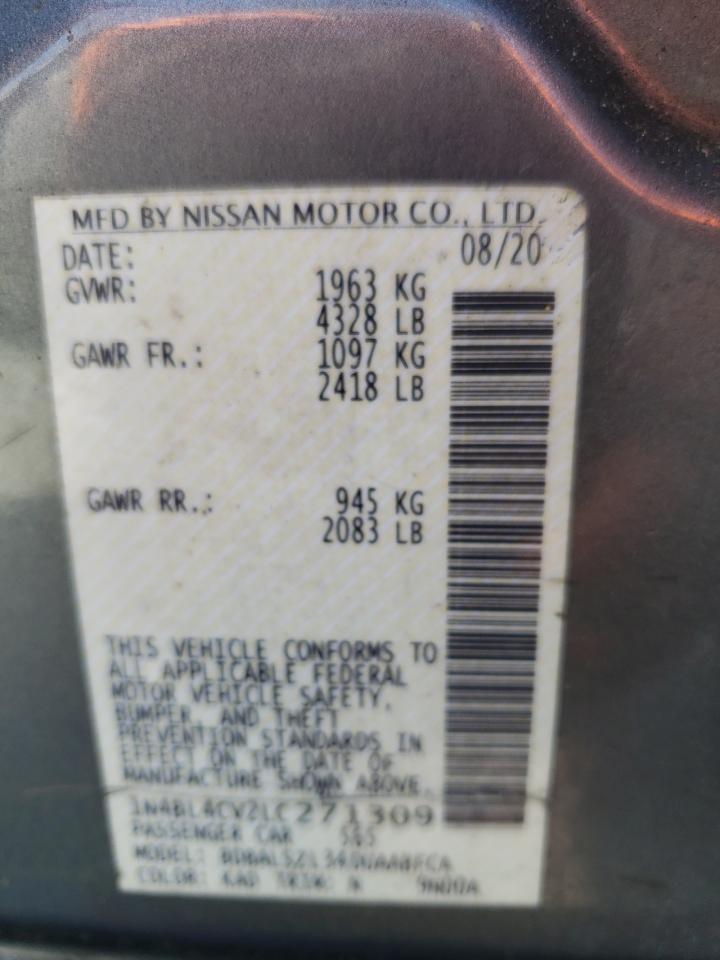 MFD BY NISSAN MOTOR CO., LTD.
DATE: 08/20
GVWR: 1963 KG
4328 LB
GAWR FR.: 1097 KG
2418 LB
GAWR RR.: 945 KG
2083 LB
THIS VEHICLE CONFORMS TO
ALL APPLICABLE FEDERAL
MOTOR VEHICLE SAFETY,
BUMPER, AND THEFT
PREVENTION STANDARDS IN
EFFECT ON THE DATE OF
MANUFACTURE SHOWN ABOVE.
1N4BL4CV2LC271309
PASSENGER CAR
MODEL:
COLOR: KAD TRIM: